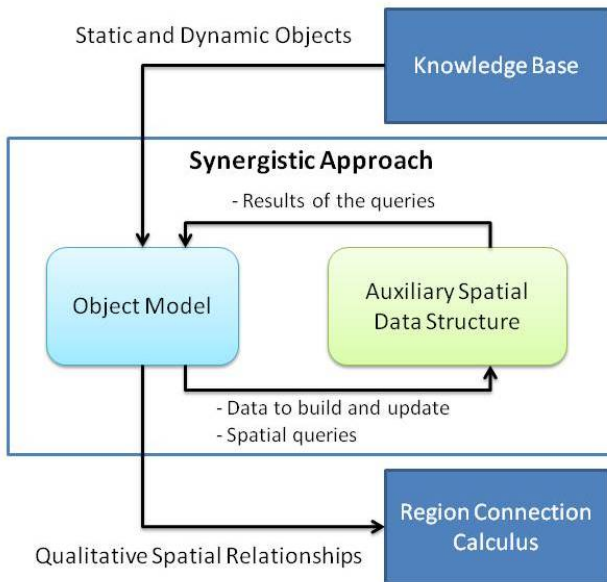 Static and Dynamic Objects
Knowledge Base
Synergistic Approach
- Results of the queries
Object Model
Auxiliary Spatial
Data Structure
- Data to build and update
- Spatial queries
Region Connection
Calculus
Qualitative Spatial Relationships